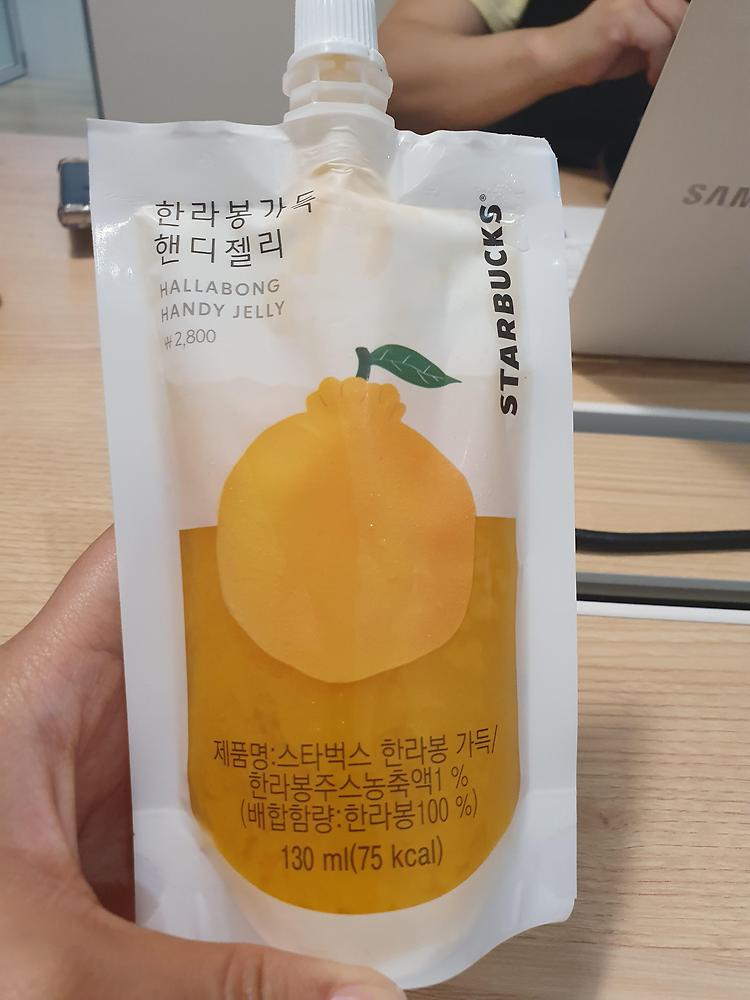 한라봉가득
핸디젤리
HALLABONG
HANDY JELLY
₩2,800
STARBUCKS®
제품명:스타벅스 한라봉 가득/
한라봉주스농축액1 %
(배합함량:한라봉100 %)
130 ml(75 kcal)
SAM